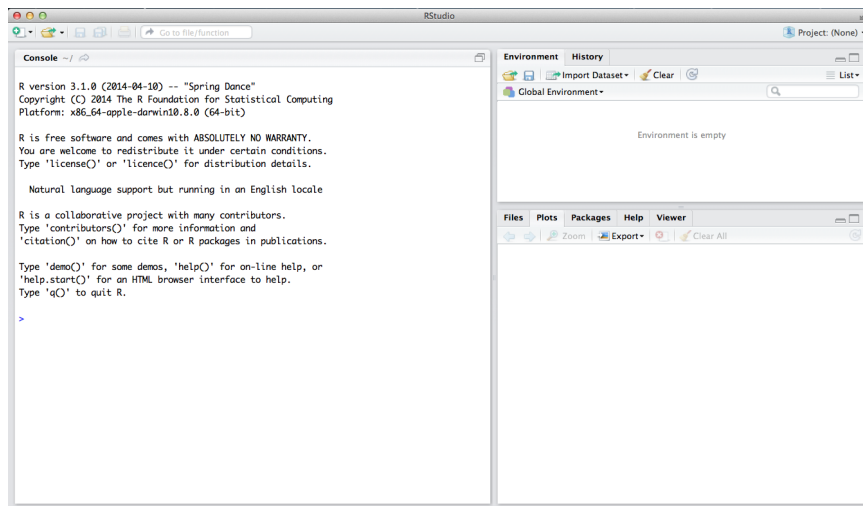 RStudio
Go to file/function
Project: (None)
Console ~/
R version 3.1.0 (2014-04-10) -- "Spring Dance"
Copyright (C) 2014 The R Foundation for Statistical Computing
Platform: x86_64-apple-darwin10.8.0 (64-bit)
R is free software and comes with ABSOLUTELY NO WARRANTY.
You are welcome to redistribute it under certain conditions.
Type 'license()' or 'licence()' for distribution details.
Natural language support but running in an English locale
R is a collaborative project with many contributors.
Type 'contributors()' for more information and
'citation()' on how to cite R or R packages in publications.
Type 'demo()' for some demos, 'help()' for on-line help, or
'help.start()' for an HTML browser interface to help.
Type 'q()' to quit R.
>
Environment History
Import Dataset Clear List
Global Environment
Environment is empty
Files Plots Packages Help Viewer
Zoom Export Clear All